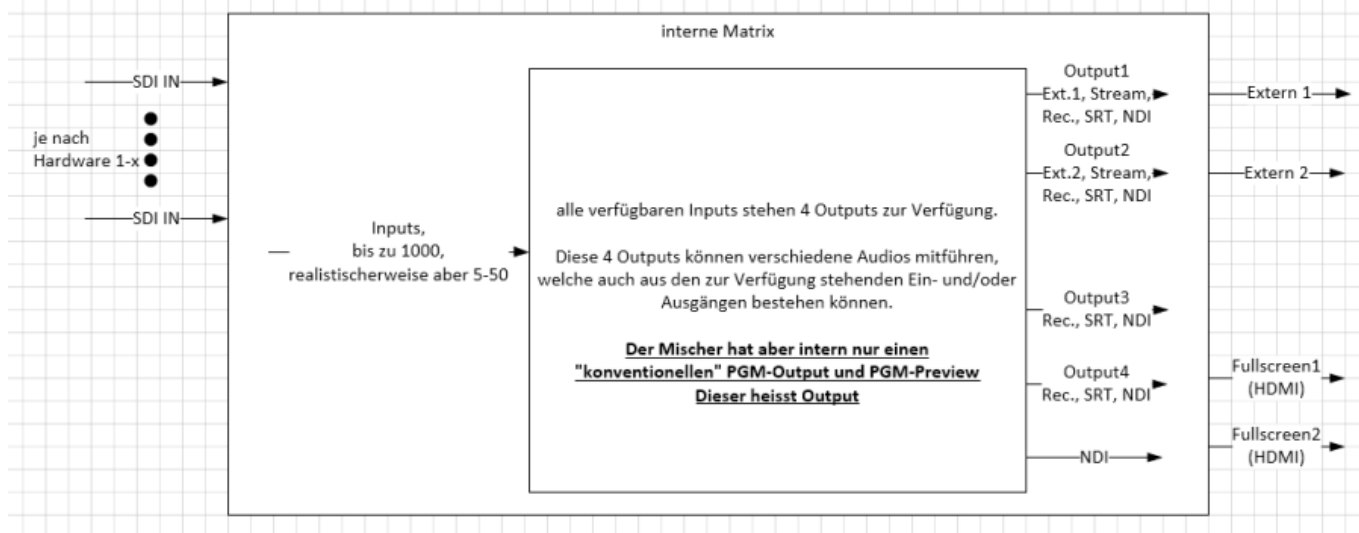 interne Matrix
SDI IN
je nach
Hardware 1-x
SDI IN
Inputs,
bis zu 1000,
realistischerweise aber 5-50
alle verfügbaren Inputs stehen 4 Outputs zur Verfügung.
Diese 4 Outputs können verschiedene Audios mitführen,
welche auch aus den zur Verfügung stehenden Ein- und/oder
Ausgängen bestehen können.
Der Mischer hat aber intern nur einen
"konventionellen" PGM-Output und PGM-Preview
Dieser heisst Output
Output1
Ext.1, Stream,
Rec., SRT, NDI
Output2
Ext.2, Stream,
Rec., SRT, NDI
Output3
Rec., SRT, NDI
Output4
Rec., SRT, NDI
NDI
Extern 1
Extern 2
Fullscreen1
(HDMI)
Fullscreen2
(HDMI)